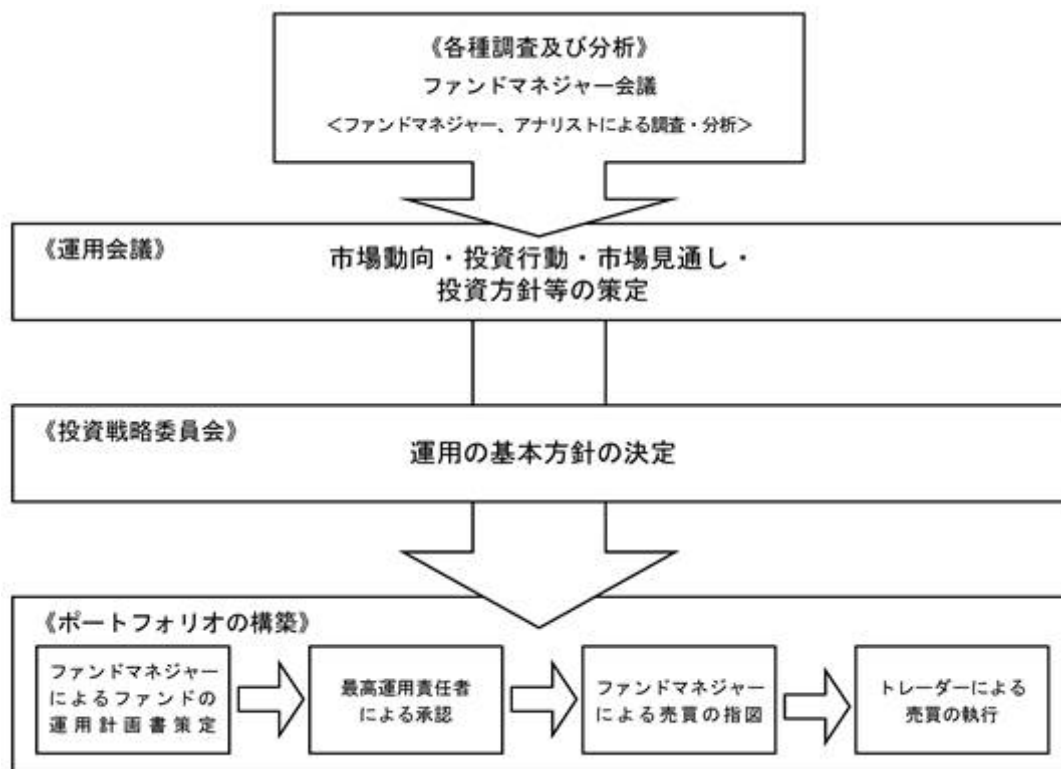 《各種調査及び分析》
ファンドマネジャー会議
＜ファンドマネジャー、アナリストによる調査・分析＞
《運用会議》
市場動向・投資行動・市場見通し・
投資方針等の策定
《投資戦略委員会》
運用の基本方針の決定
《ポートフォリオの構築》
ファンドマネジャー
によるファンドの
運用計画書策定
最高運用責任者
による承認
ファンドマネジャー
による売買の指図
トレーダーによる
売買の執行